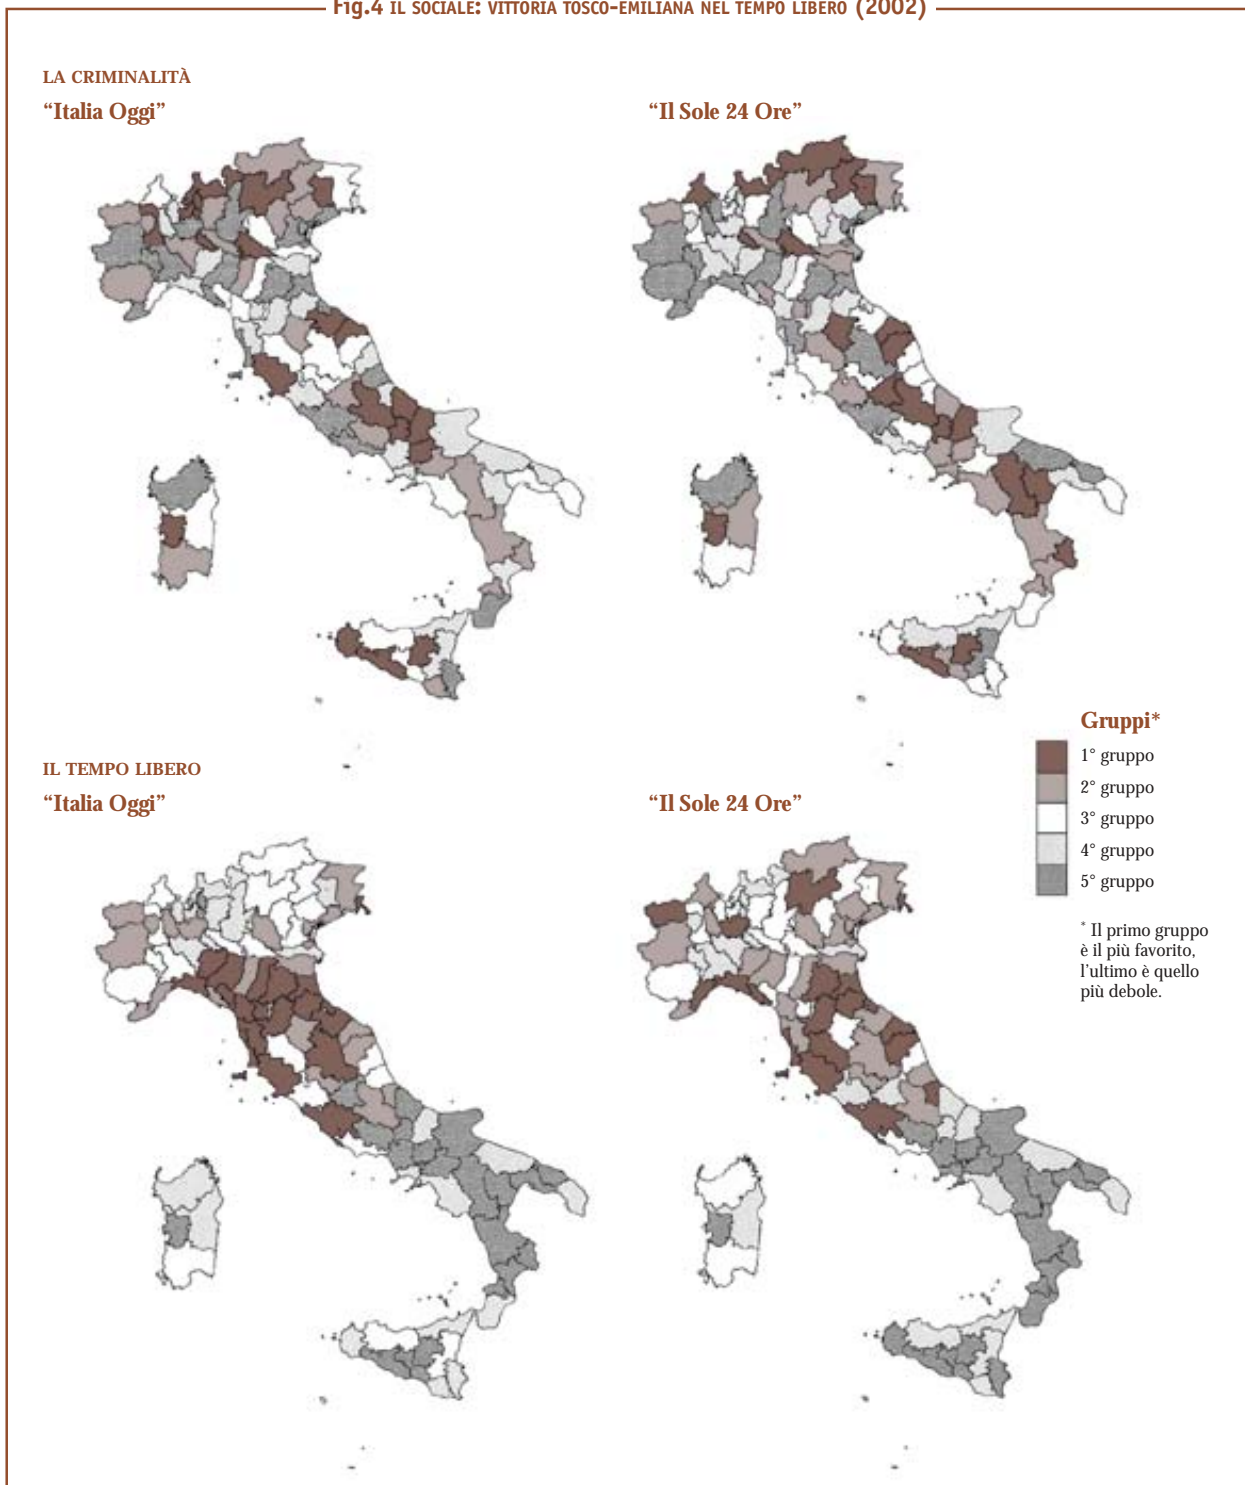 Fig.4 IL SOCIALE: VITTORIA TOSCO-EMILIANA NEL TEMPO LIBERO (2002)
LA CRIMINALITÀ
“Italia Oggi”
“Il Sole 24 Ore”
Gruppi*
1° gruppo
2° gruppo
3° gruppo
4° gruppo
5° gruppo
* Il primo gruppo
è il più favorito,
l'ultimo è quello
più debole.
IL TEMPO LIBERO
“Italia Oggi”
“Il Sole 24 Ore”